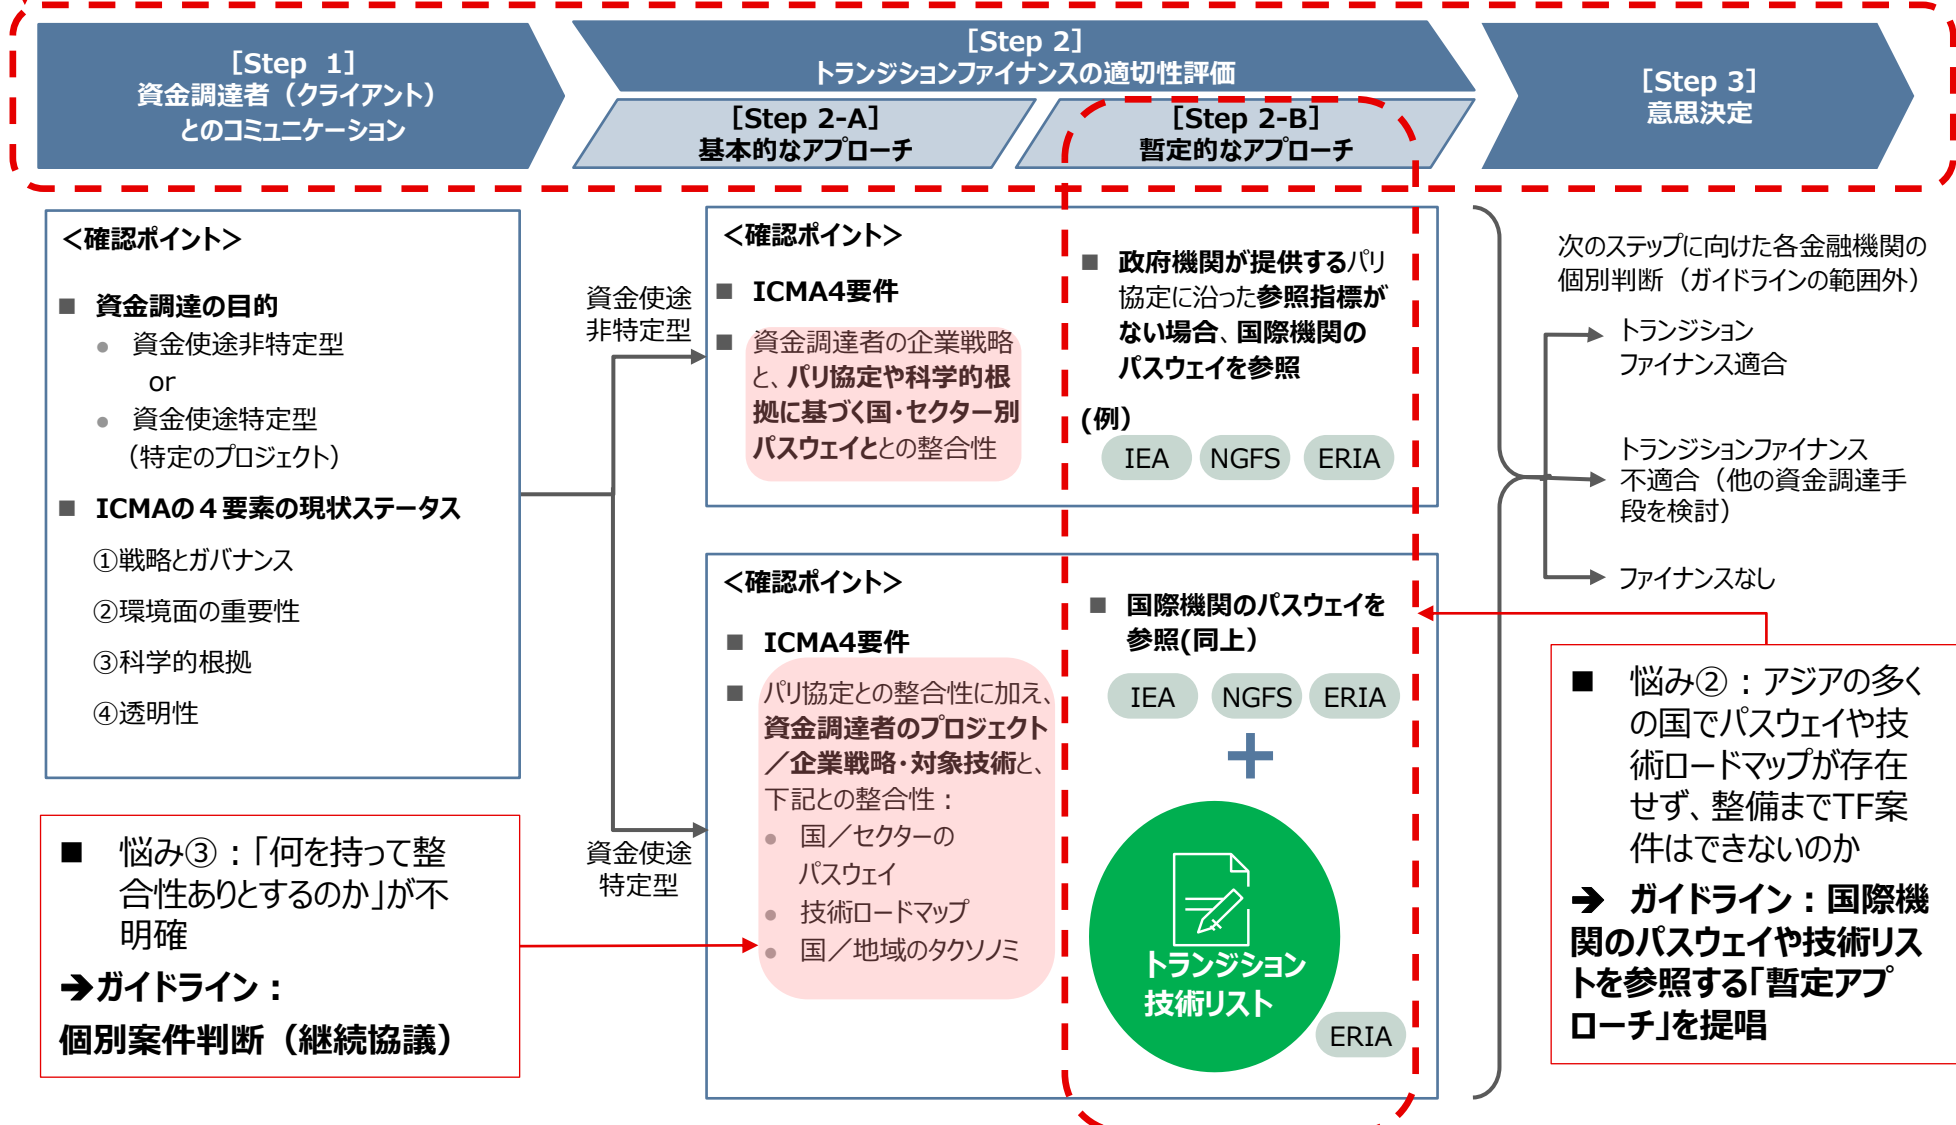 [Step 1]
資金調達者（クライアント）
とのコミュニケーション
[Step 2]
トランジションファイナンスの適切性評価
[Step 2-A]
基本的なアプローチ
[Step 2-B]
暫定的なアプローチ
[Step 3]
意思決定
＜確認ポイント＞
■ 資金調達の目的
● 資金使途非特定型
or
● 資金使途特定型
（特定のプロジェクト）
■ ICMAの４要素の現状ステータス
①戦略とガバナンス
②環境面の重要性
③科学的根拠
④透明性
資金使途
非特定型
資金使途
特定型
＜確認ポイント＞
■ ICMA4要件
■ 資金調達者の企業戦略
と、パリ協定や科学的根
拠に基づく国・セクター別
パスウェイととの整合性
■ 政府機関が提供するパリ
協定に沿った参照指標が
ない場合、国際機関の
パスウェイを参照
(例）
IEA NGFS ERIA
＜確認ポイント＞
■ ICMA4要件
■ パリ協定との整合性に加え、
資金調達者のプロジェクト
／企業戦略・対象技術と、
下記との整合性：
● 国／セクターの
パスウェイ
● 技術ロードマップ
● 国／地域のタクソノミ
■ 国際機関のパスウェイを
参照(同上）
IEA NGFS ERIA
+
トランジション
技術リスト
ERIA
次のステップに向けた各金融機関の
個別判断（ガイドラインの範囲外）
トランジション
ファイナンス適合
トランジションファイナンス
不適合（他の資金調達手
段を検討）
ファイナンスなし
■ 悩み③：「何を持って整
合性ありとするのか」が不
明確
➔ガイドライン：
個別案件判断（継続協議）
■ 悩み②：アジアの多く
の国でパスウェイや技
術ロードマップが存在
せず、整備までTF案
件はできないのか
➔ ガイドライン：国際機
関のパスウェイや技術リス
トを参照する「暫定アプ
ローチ」を提唱